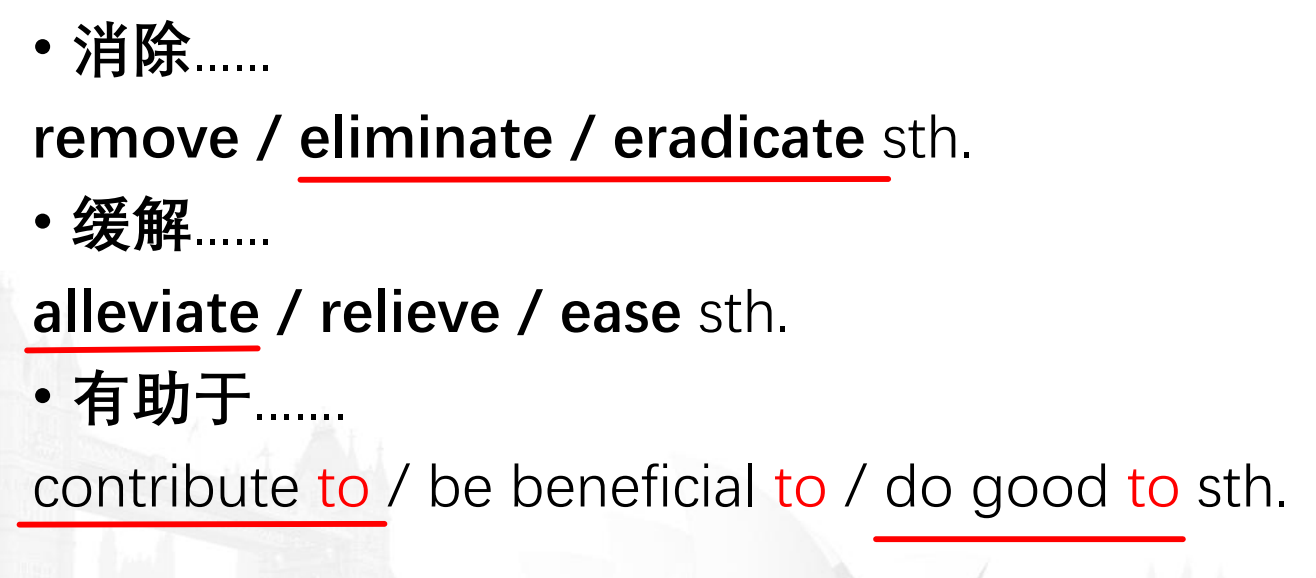 • 消除……
remove / eliminate / eradicate sth.
• 缓解……
alleviate / relieve / ease sth.
• 有助于…….
contribute to / be beneficial to / do good to sth.